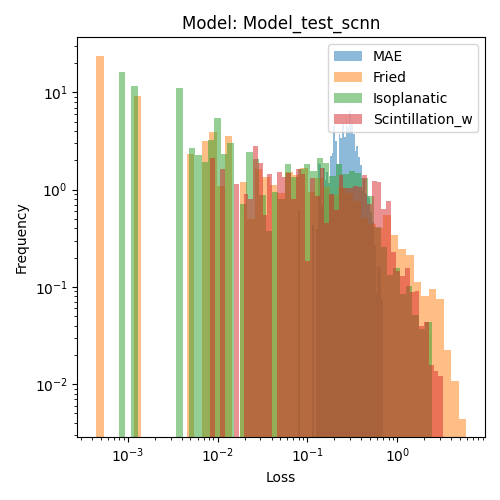 Model: Model_test_scnn
MAE
Fried
Isoplanatic
Scintillation_w
Frequency
10¹
10⁰
10⁻¹
10⁻²
10⁻³ 10⁻² 10⁻¹ 10⁰
Loss